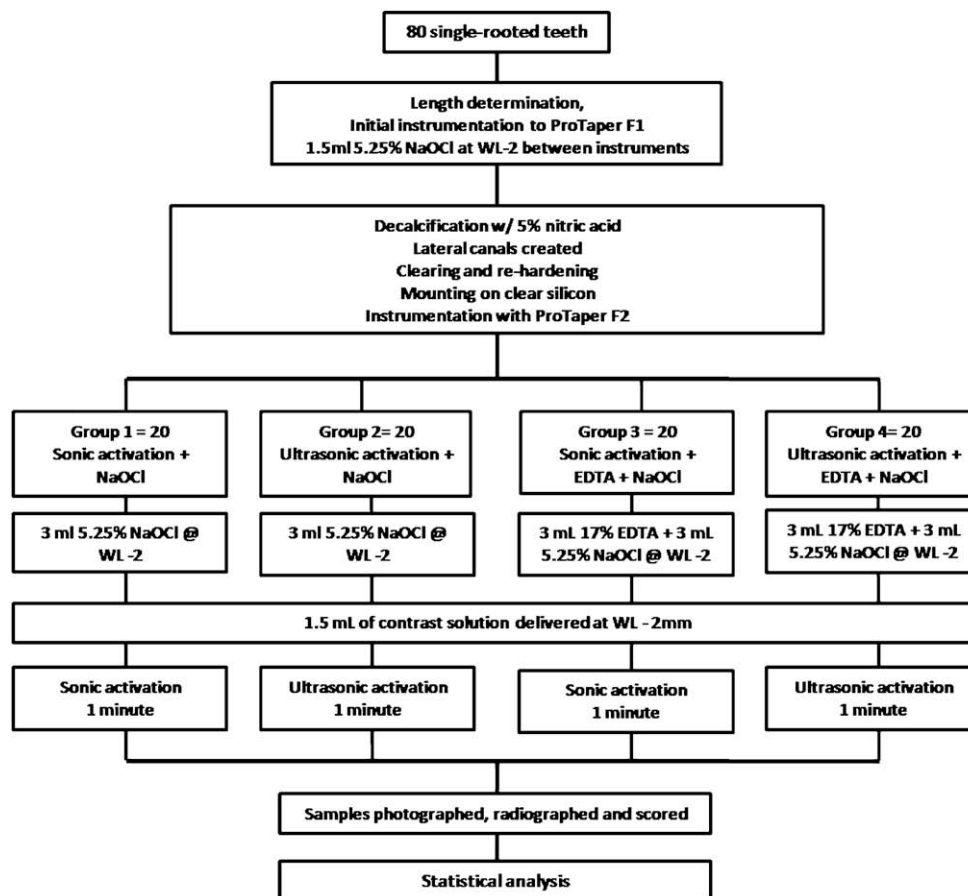 80 single-rooted teeth
Length determination,
Initial instrumentation to ProTaper F1
1.5ml 5.25% NaOCl at WL-2 between instruments
Decalcification w/ 5% nitric acid
Lateral canals created
Clearing and re-hardening
Mounting on clear silicon
Instrumentation with ProTaper F2
Group 1 = 20
Sonic activation +
NaOCl
Group 2= 20
Ultrasonic activation +
NaOCl
Group 3 = 20
Sonic activation +
EDTA + NaOCl
Group 4= 20
Ultrasonic activation +
EDTA + NaOCl
3 ml 5.25% NaOCl @
WL -2
3 ml 5.25% NaOCl @
WL -2
3 mL 17% EDTA + 3 mL
5.25% NaOCl @ WL -2
3 mL 17% EDTA + 3 mL
5.25% NaOCl @ WL -2
1.5 mL of contrast solution delivered at WL - 2mm
Sonic activation
1 minute
Ultrasonic activation
1 minute
Sonic activation
1 minute
Ultrasonic activation
1 minute
Samples photographed, radiographed and scored
Statistical analysis